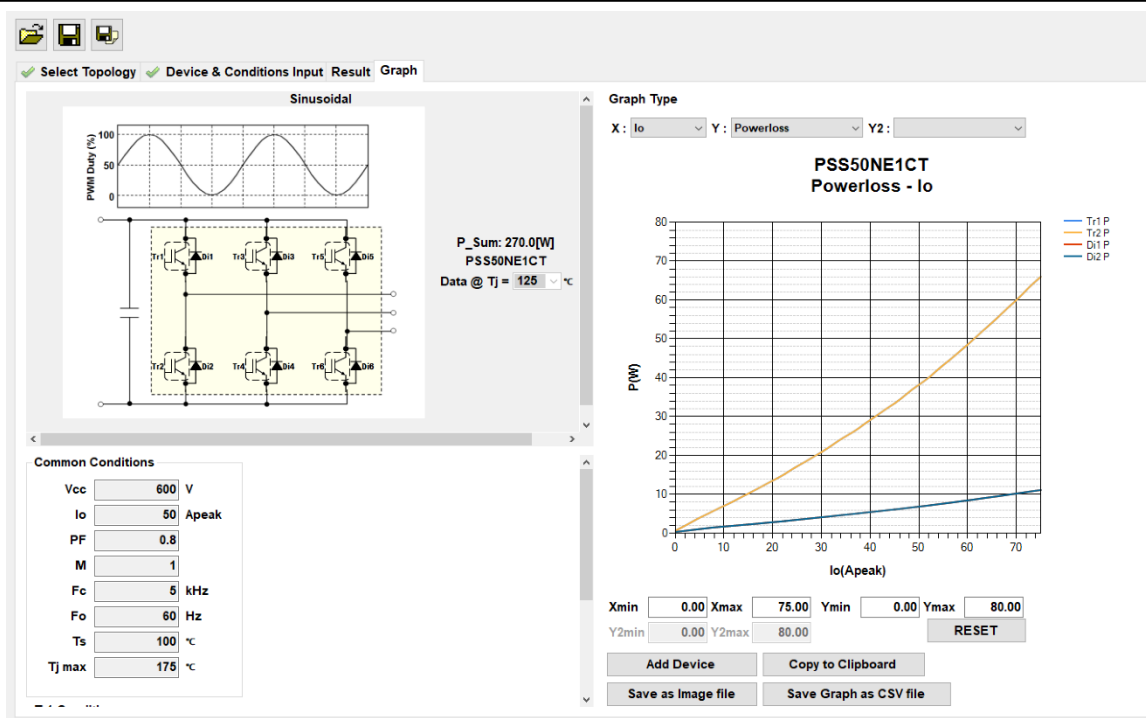 Select Topology Device & Conditions Input Result Graph
Sinusoidal
PWM Duty (%)
100
50
0
Tr1 Di1 Tr3 Di3 Tr5 Di5
Tr2 Di2 Tr4 Di4 Tr6 Di6
P_Sum: 270.0[W]
PSS50NE1CT
Data @ Tj = 125 ℃
Common Conditions
Vcc 600 V
Io 50 Apeak
PF 0.8
M 1
Fc 5 kHz
Fo 60 Hz
Ts 100 ℃
Tj max 175 ℃
Graph Type
X : Io Y : Powerloss Y2 :
PSS50NE1CT
Powerloss - Io
P(W)
80
70
60
50
40
30
20
10
0
0 10 20 30 40 50 60 70
Io(Apeak)
Tr1 P
Tr2 P
Di1 P
Di2 P
Xmin 0.00 Xmax 75.00 Ymin 0.00 Ymax 80.00
Y2min 0.00 Y2max 80.00 RESET
Add Device Copy to Clipboard
Save as Image file Save Graph as CSV file